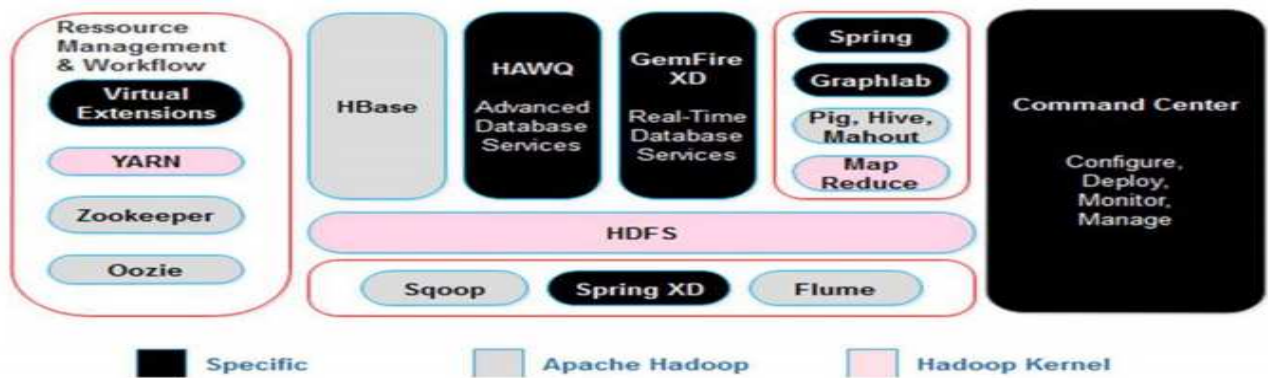 Ressource
Management
& Workflow
Virtual
Extensions
YARN
Zookeeper
Oozie
HBase
HAWQ
Advanced
Database
Services
GemFire
XD
Real-Time
Database
Services
Spring
Graphlab
Pig, Hive,
Mahout
Map
Reduce
HDFS
Sqoop
Spring XD
Flume
Command Center
Configure,
Deploy,
Monitor,
Manage
Specific
Apache Hadoop
Hadoop Kernel